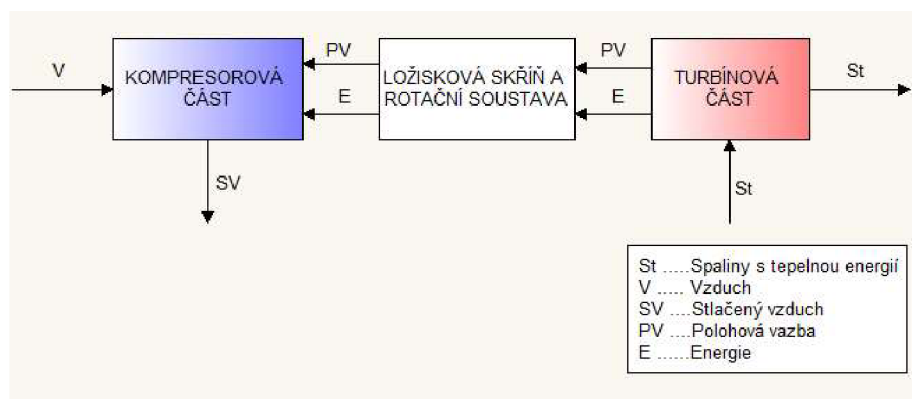 V
KOMPRESOROVÁ
ČÁST
PV
E
LOŽISKOVÁ SKŘÍŇ A
ROTAČNÍ SOUSTAVA
PV
E
TURBÍNOVÁ
ČÁST
St
SV
St
St .....Spaliny s tepelnou energií
V ..... Vzduch
SV ....Stlačený vzduch
PV ....Polohová vazba
E ......Energie